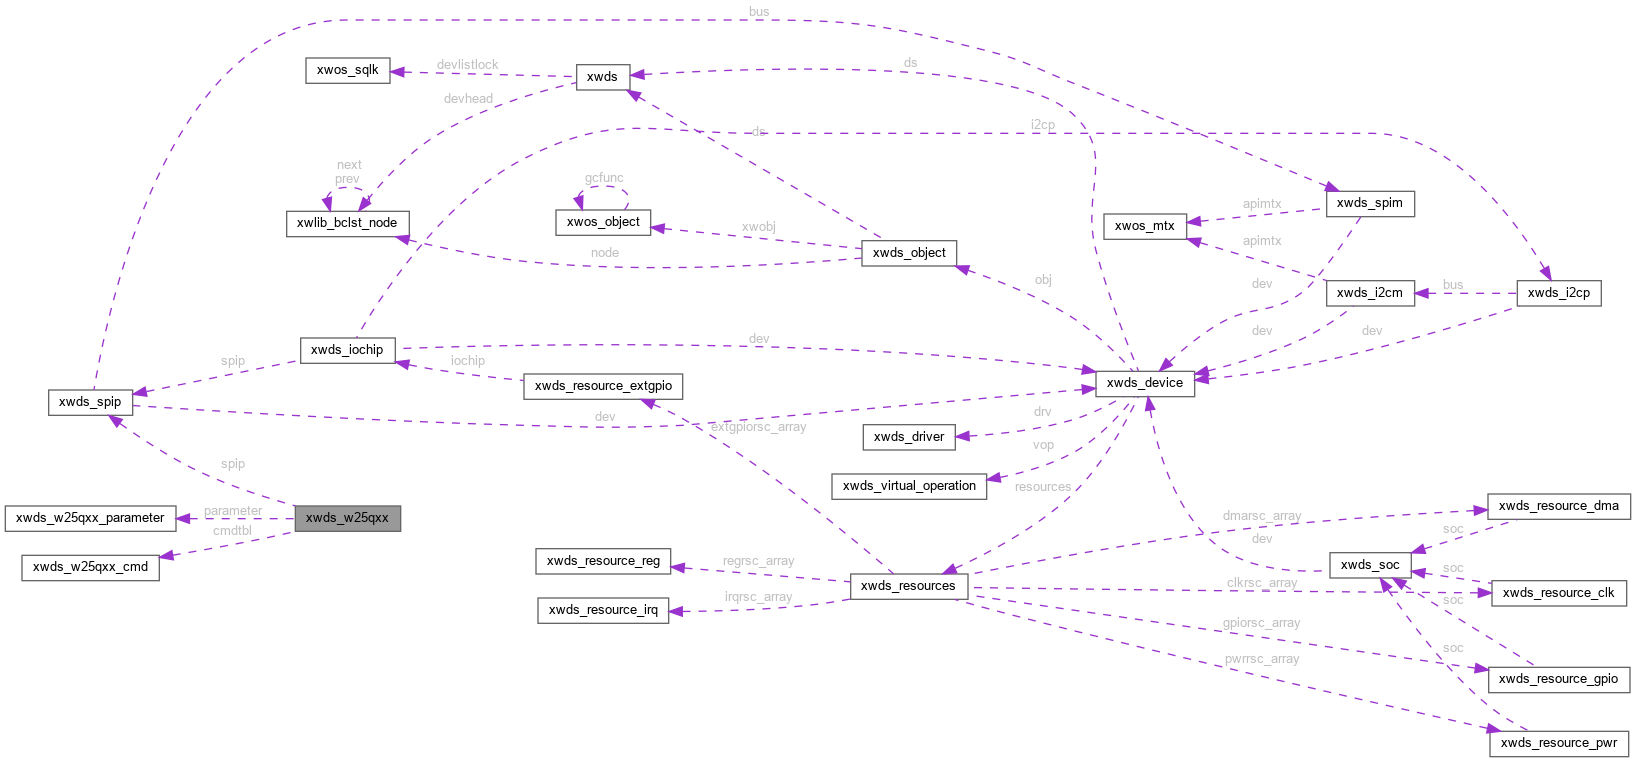 bus
xwos_sqlk
devlistlock
xwds
ds
devhead
ds
i2cp
next
prev
gcfunc
xwlib_bclst_node
xwos_object
xwobj
node
xwds_object
xwos_mtx
apimtx
apimtx
xwds_spim
obj
dev
xwds_i2cm
bus
xwds_i2cp
dev
dev
xwds_iochip
dev
spip
iochip
xwds_resource_extgpio
xwds_device
xwds_spip
dev
extgpiorsc_array
drv
xwds_driver
vop
spip
xwds_virtual_operation
resources
xwds_w25qxx_parameter
parameter
xwds_w25qxx
cmdtbl
xwds_w25qxx_cmd
dmarsc_array
xwds_resource_dma
soc
dev
xwds_resource_reg
regrsc_array
xwds_resources
xwds_soc
soc
clkrsc_array
xwds_resource_clk
xwds_resource_irq
irqrsc_array
soc
gpiorsc_array
soc
pwrrsc_array
xwds_resource_gpio
xwds_resource_pwr